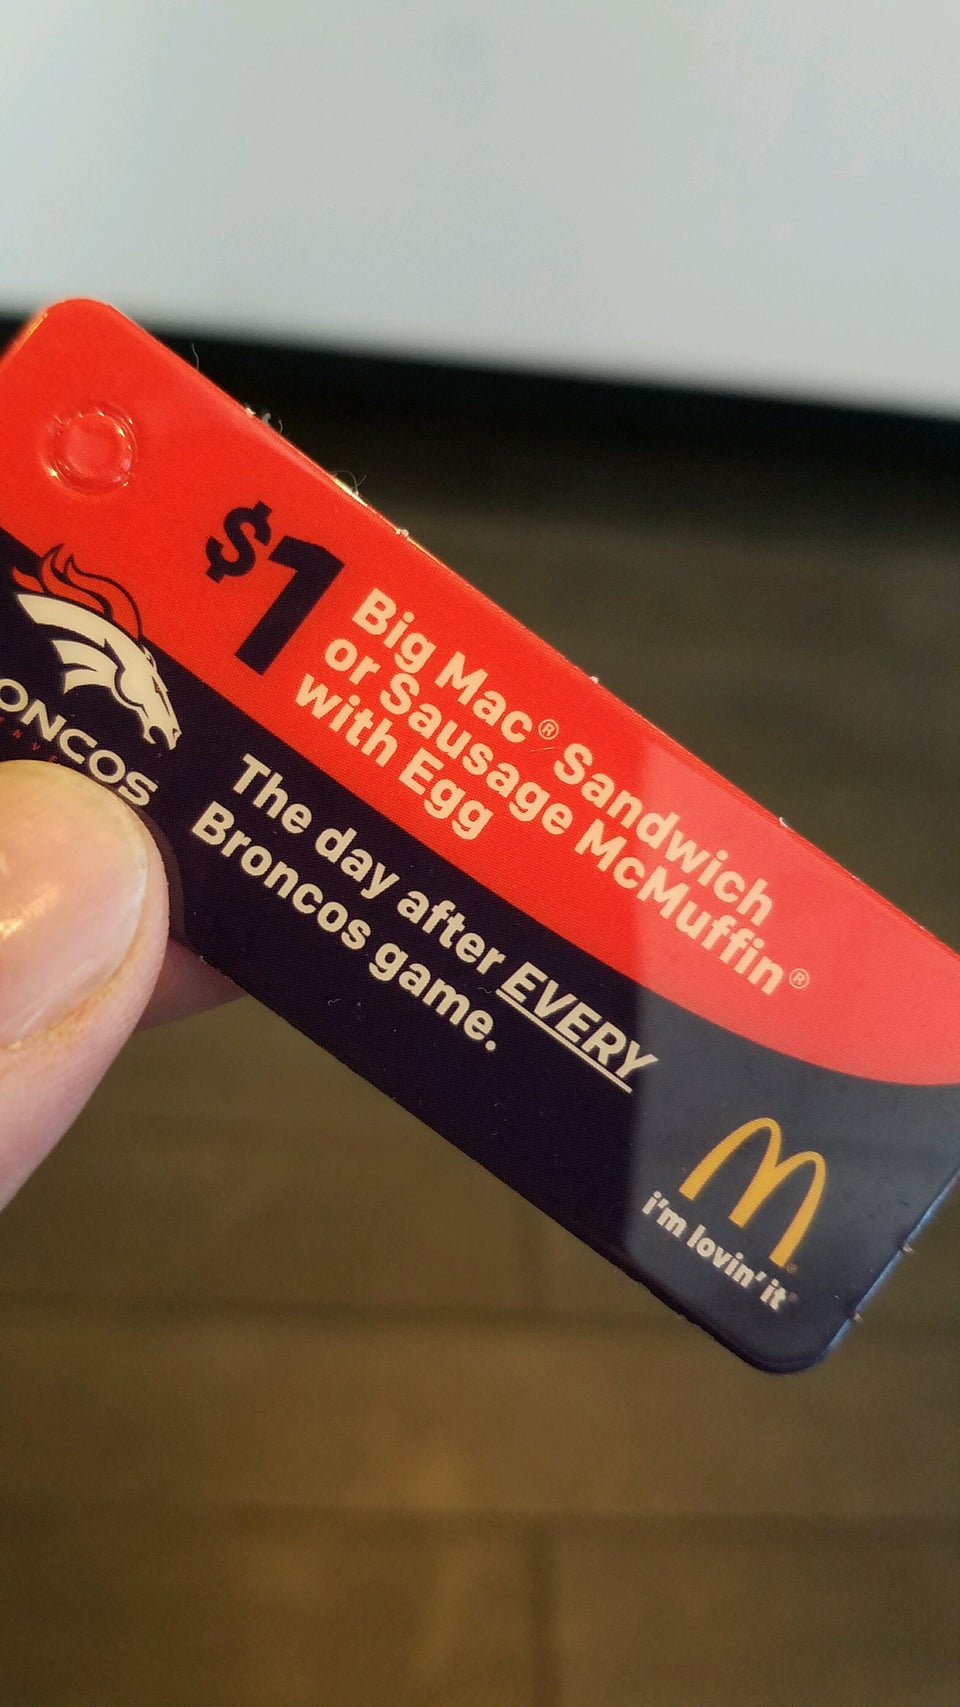 $1
Big Mac® Sandwich
or Sausage McMuffin®
with Egg
The day after EVERY
Broncos game.
i'm lovin' it